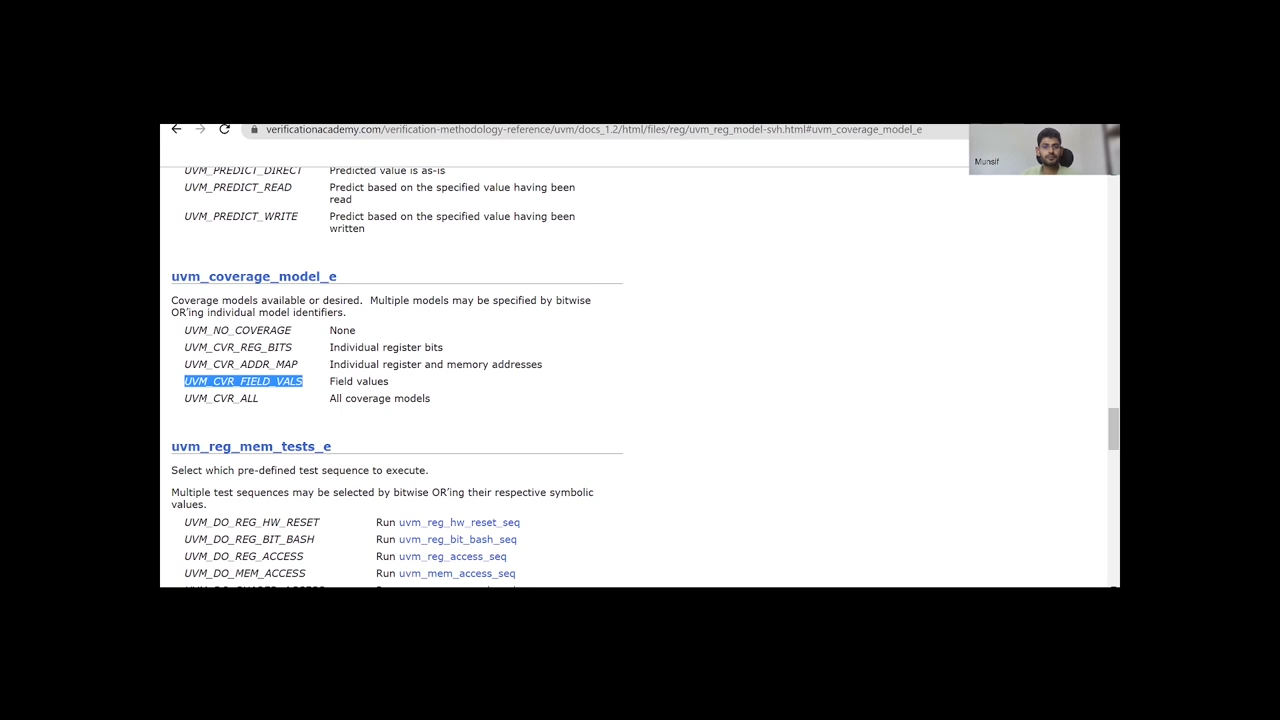 verificationacademy.com/verification-methodology-reference/uvm/docs_1.2/html/files/reg/uvm_reg_model-svh.html#uvm_coverage_model_e
Munsif
UVM_PREDICT_DIRECT Predicted value is as-is
UVM_PREDICT_READ Predict based on the specified value having been
read
UVM_PREDICT_WRITE Predict based on the specified value having been
written
uvm_coverage_model_e
Coverage models available or desired. Multiple models may be specified by bitwise
OR’ing individual model identifiers.
UVM_NO_COVERAGE None
UVM_CVR_REG_BITS Individual register bits
UVM_CVR_ADDR_MAP Individual register and memory addresses
UVM_CVR_FIELD_VALS Field values
UVM_CVR_ALL All coverage models
uvm_reg_mem_tests_e
Select which pre-defined test sequence to execute.
Multiple test sequences may be selected by bitwise OR’ing their respective symbolic
values.
UVM_DO_REG_HW_RESET Run uvm_reg_hw_reset_seq
UVM_DO_REG_BIT_BASH Run uvm_reg_bit_bash_seq
UVM_DO_REG_ACCESS Run uvm_reg_access_seq
UVM_DO_MEM_ACCESS Run uvm_mem_access_seq